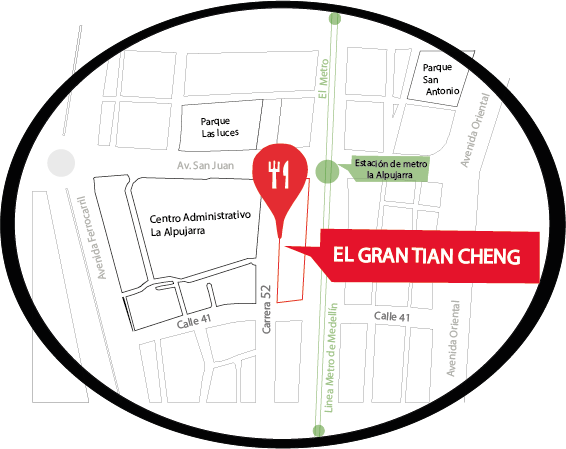 El Metro
Parque
San
Antonio
Parque
Las luces
Avenida Oriental
Av. San Juan
Estación de metro
la Alpujarra
Centro Administrativo
La Alpujarra
Avenida Ferrocarril
EL GRAN TIAN CHENG
Calle 41
Carrera 52
Linea Metro de Medellín
Calle 41
Avenida Oriental